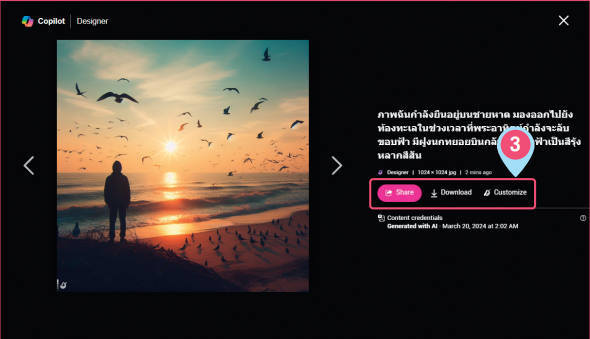 Copilot
Designer
ภาพฉันกำลังยืนอยู่บนชายหาด มองออกไปยัง
ท้องทะเลในช่วงเวลาที่พระอาทิตย์กำลังจะลับ
ขอบฟ้า มีฝูงนกทยอยบินกลับ ฟ้าเป็นสีรุ้ง
หลากสีสัน
3
Designer | 1024 × 1024 jpg | 2 mins ago
Share
Download
Customize
Content credentials
Generated with AI · March 20, 2024 at 2:02 AM